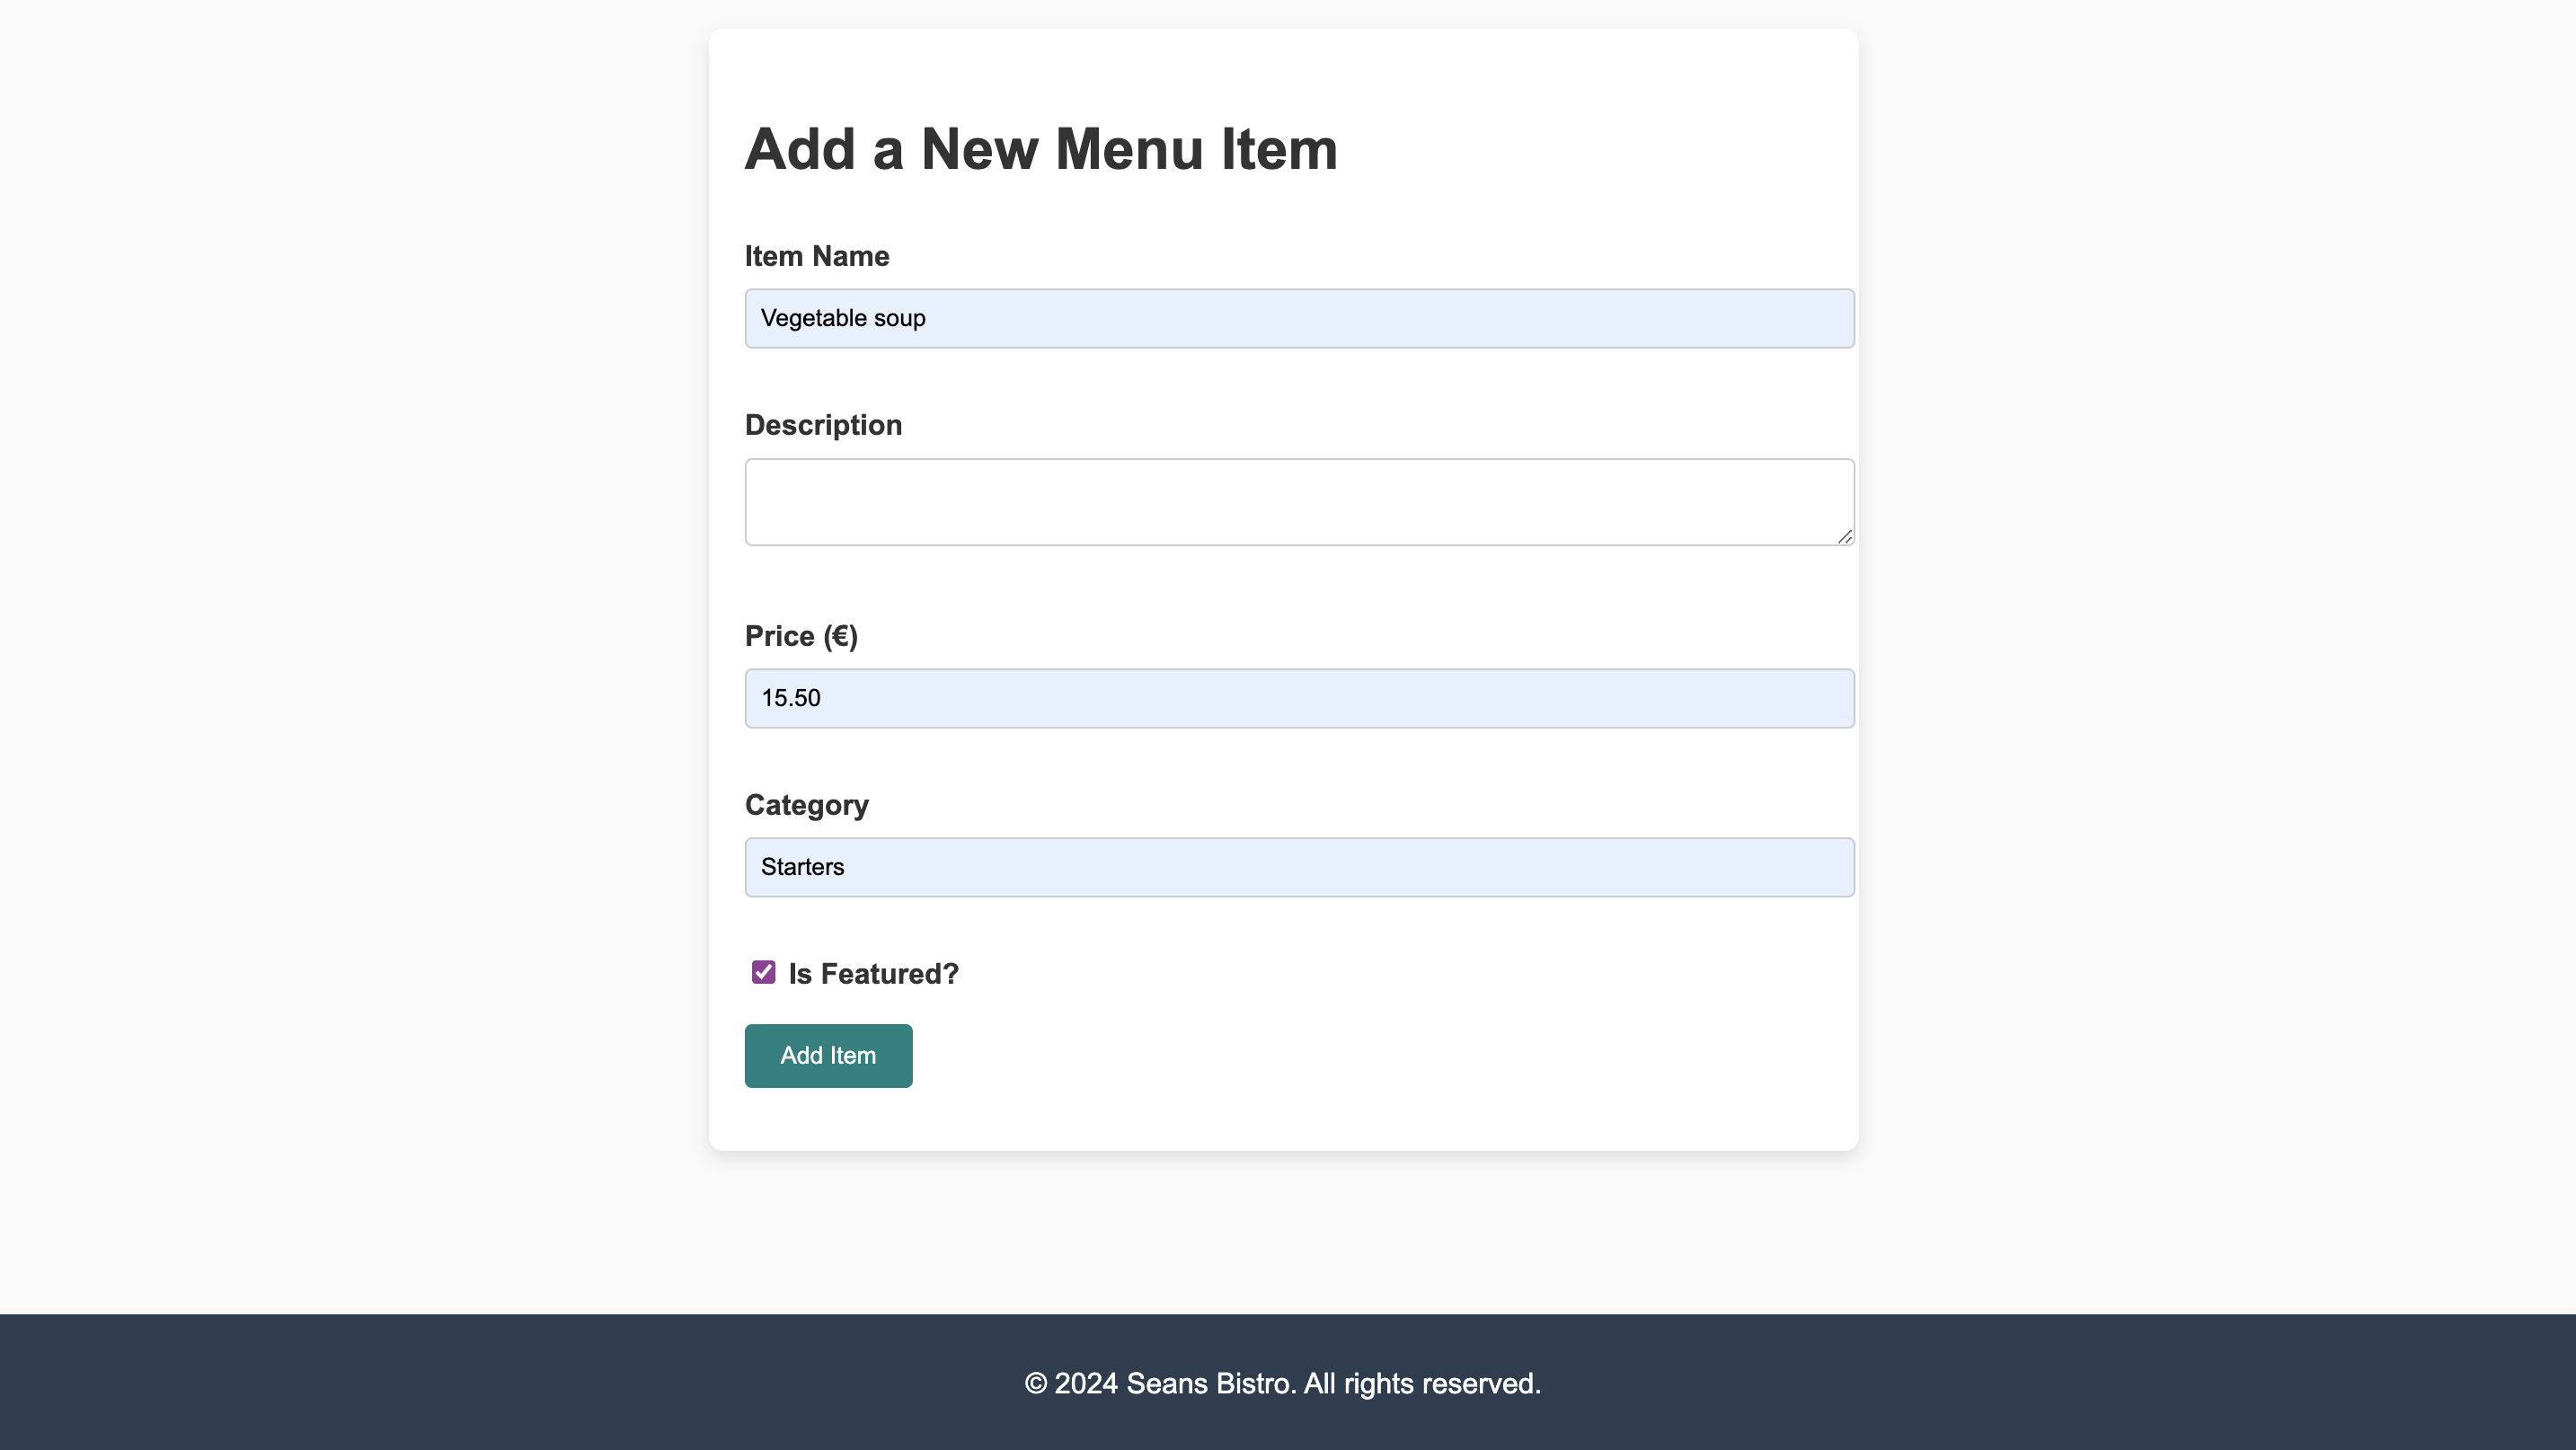 Add a New Menu Item
Item Name
Vegetable soup
Description
Price (€)
15.50
Category
Starters
Is Featured?
Add Item
© 2024 Seans Bistro. All rights reserved.